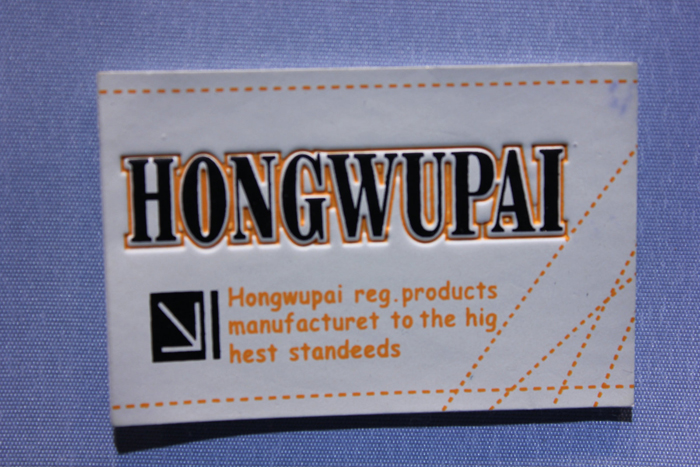 HONGWUPAI
Hongwupai reg.products
manufacturet to the hig
hest standeeds